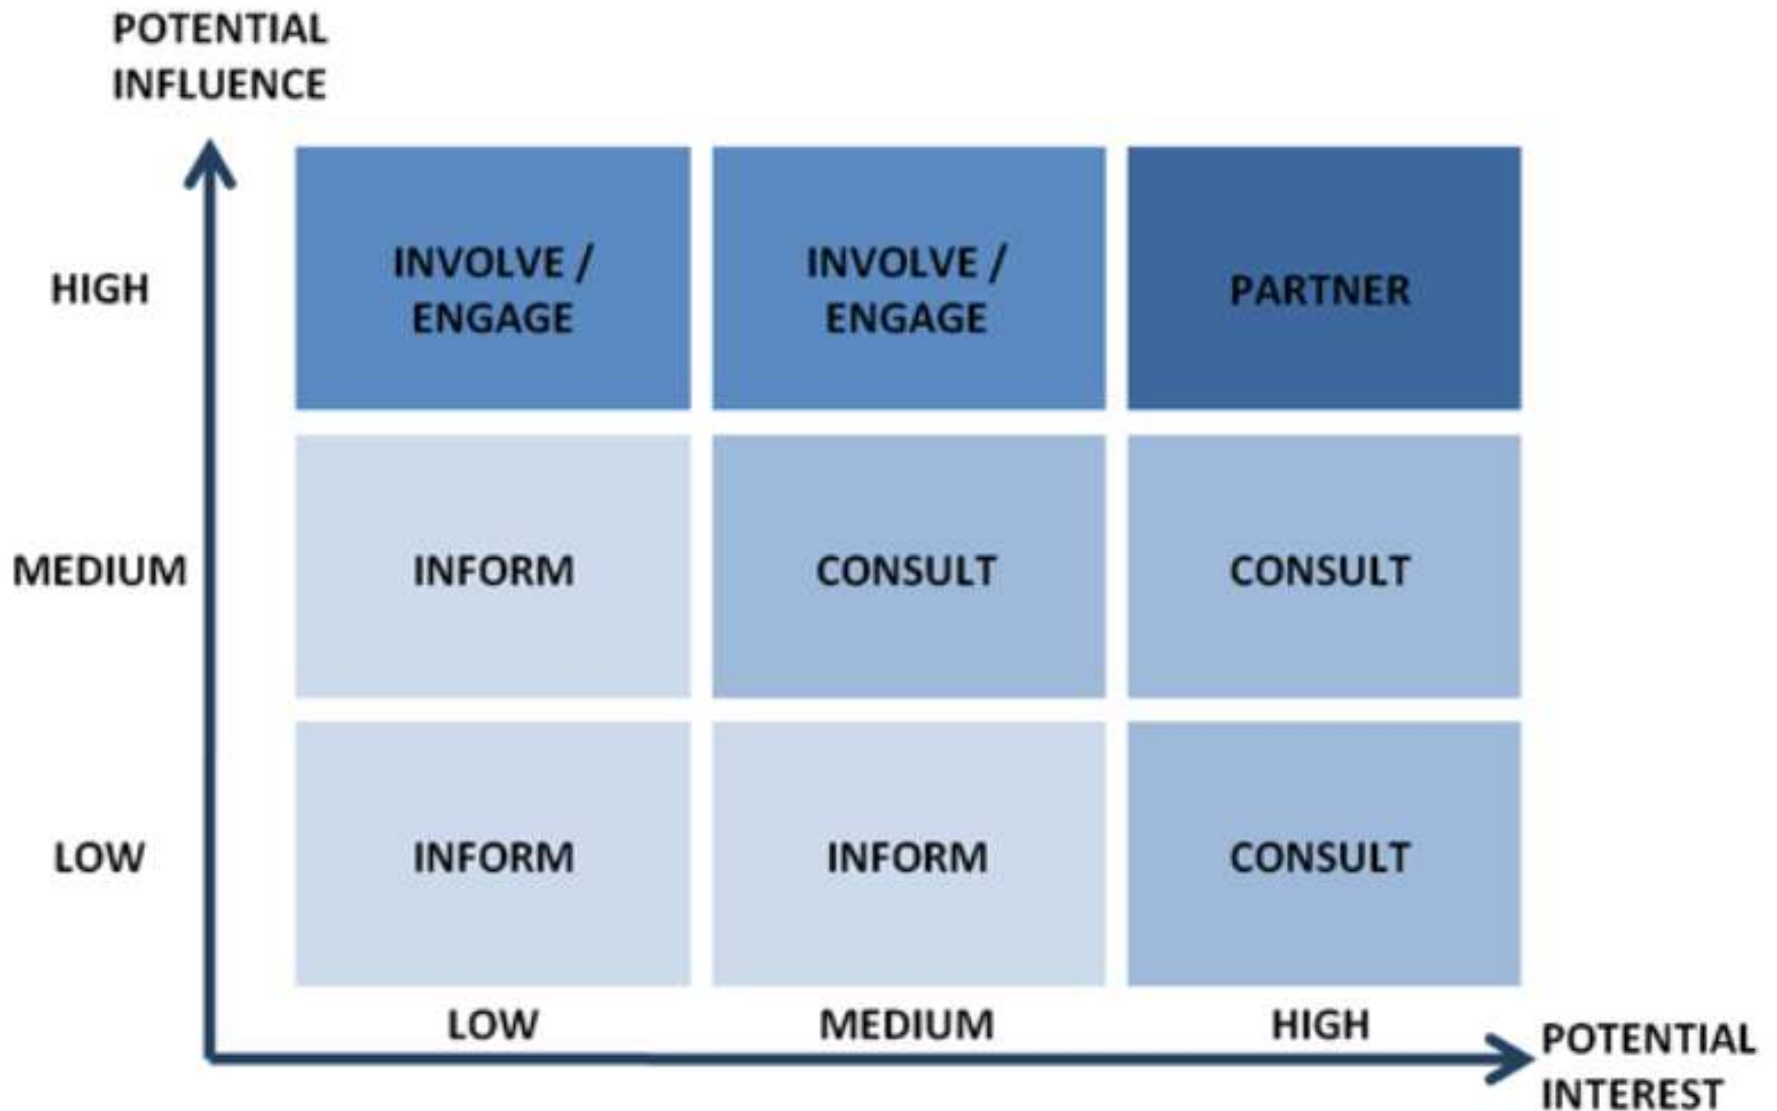 POTENTIAL
INFLUENCE
HIGH
INVOLVE /
ENGAGE
INVOLVE /
ENGAGE
PARTNER
MEDIUM
INFORM
CONSULT
CONSULT
LOW
INFORM
INFORM
CONSULT
LOW
MEDIUM
HIGH
POTENTIAL
INTEREST